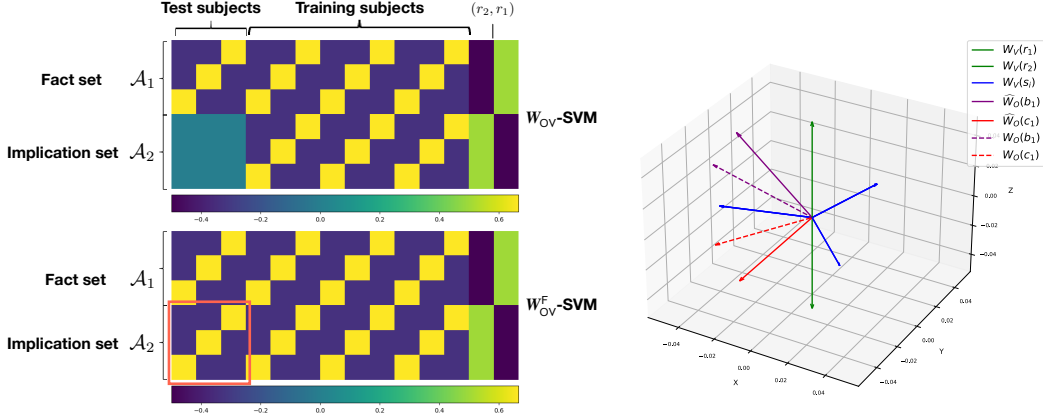 Test subjects Training subjects (r₂, r₁)
Fact set A₁
Implication set A₂
W_OV-SVM
−0.4 −0.2 0.0 0.2 0.4 0.6
Fact set A₁
Implication set A₂
W^F_OV-SVM
−0.4 −0.2 0.0 0.2 0.4 0.6
W_V(r₁)
W_V(r₂)
W_V(s_i)
Ŵ_O(b₁)
Ŵ_O(c₁)
W_O(b₁)
W_O(c₁)
0.02
Z
0.00
−0.02
−0.04
−0.04
−0.02
0.00
0.02
0.04
X
−0.04
−0.02
0.00
0.02
0.04
Y